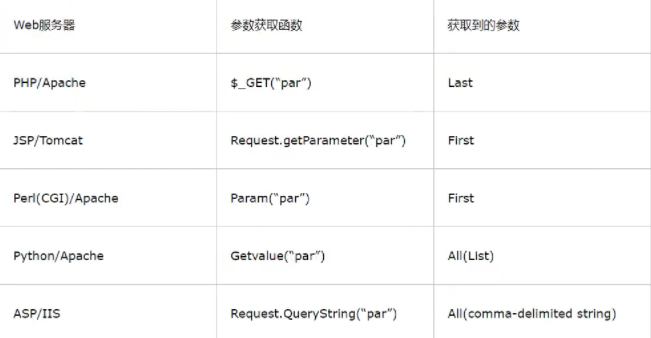 Web服务器 参数获取函数 获取到的参数
PHP/Apache $_GET(“par”) Last
JSP/Tomcat Request.getParameter(“par”) First
Perl(CGI)/Apache Param(“par”) First
Python/Apache Getvalue(“par”) All(List)
ASP/IIS Request.QueryString(“par”) All(comma-delimited string)